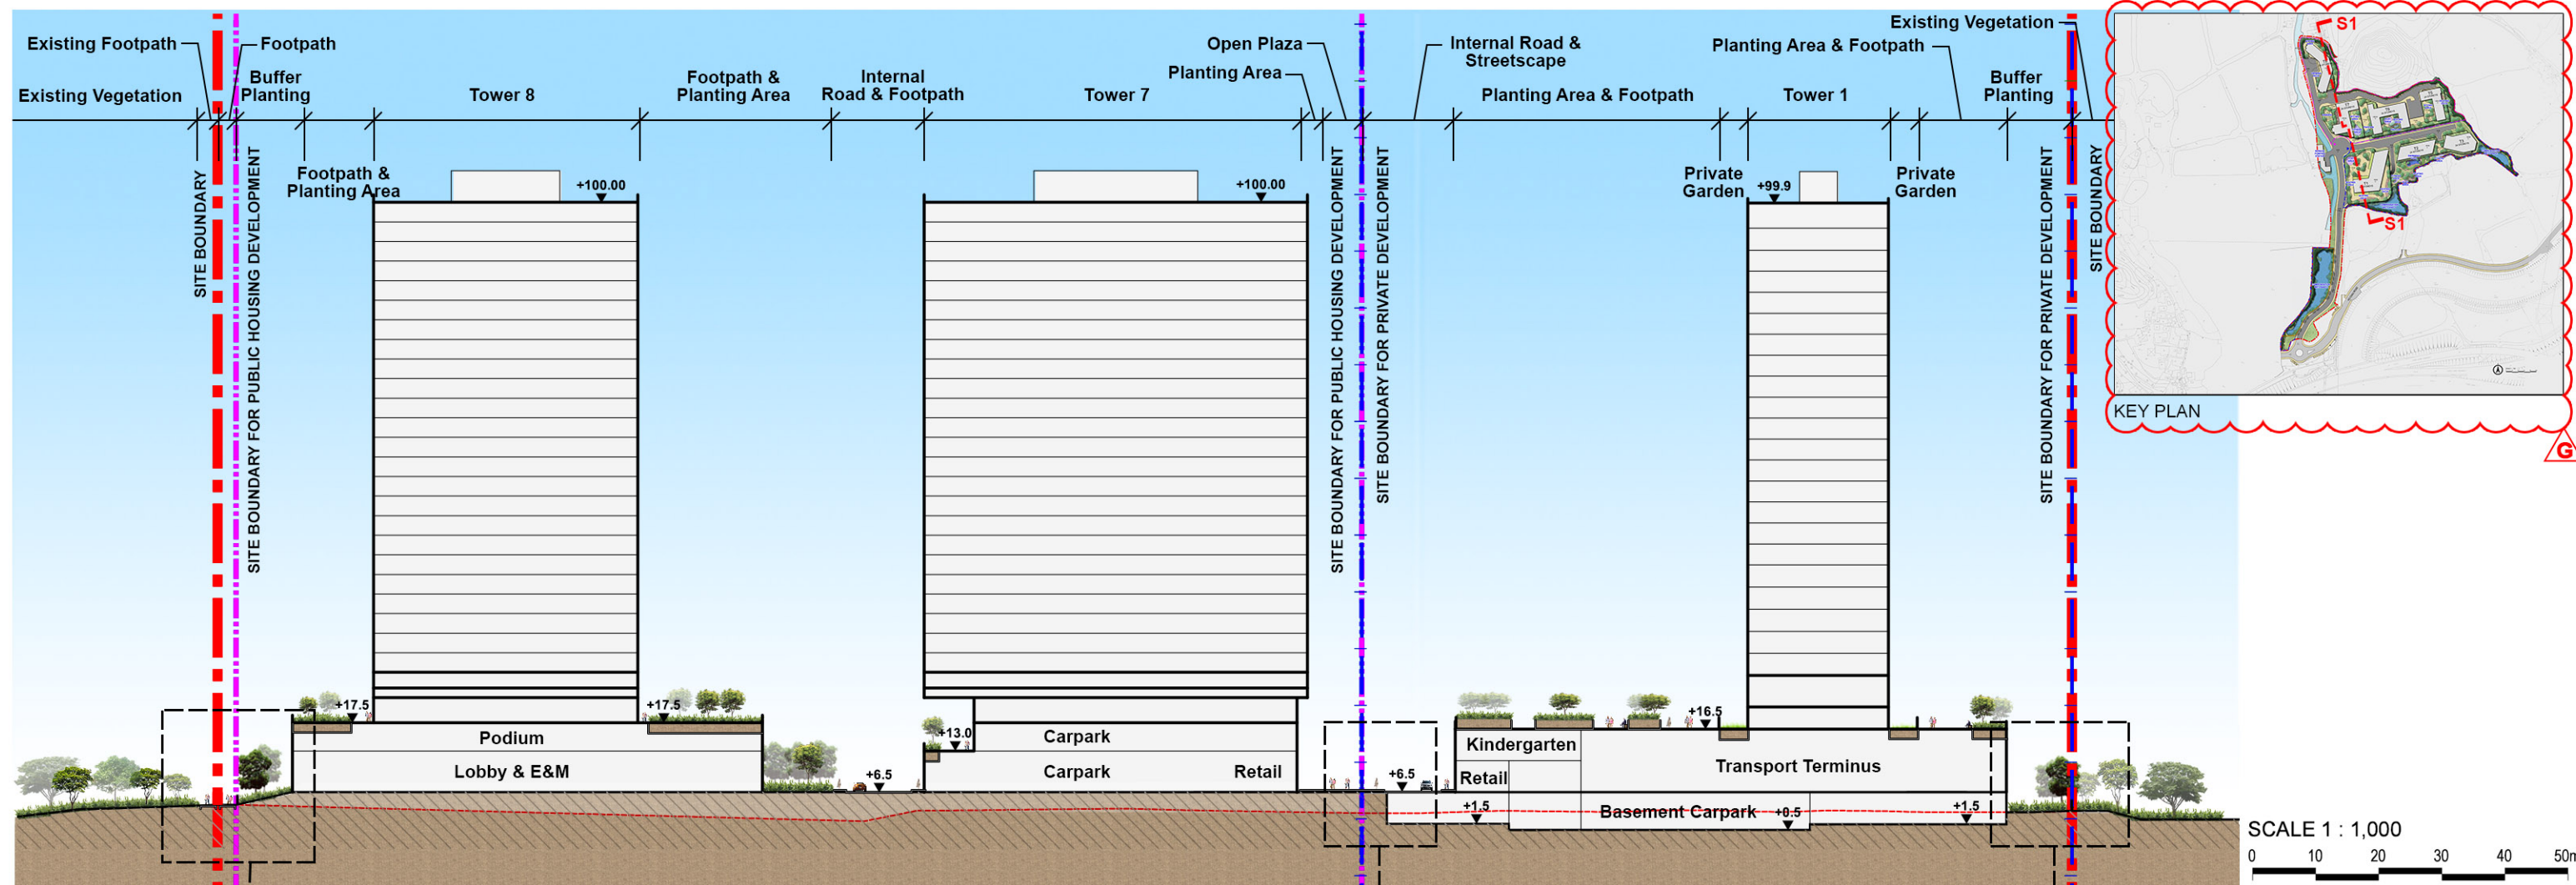 Existing Footpath
Footpath
Existing Vegetation
Buffer
Planting
Footpath &
Planting Area
Tower 8
Footpath &
Planting Area
Internal
Road & Footpath
Tower 7
Open Plaza
Planting Area
Internal Road &
Streetscape
Planting Area & Footpath
Private
Garden
Tower 1
Private
Garden
Planting Area & Footpath
Existing Vegetation
Buffer
Planting
SITE BOUNDARY
SITE BOUNDARY FOR PUBLIC HOUSING DEVELOPMENT
SITE BOUNDARY FOR PUBLIC HOUSING DEVELOPMENT
SITE BOUNDARY FOR PRIVATE DEVELOPMENT
SITE BOUNDARY FOR PRIVATE DEVELOPMENT
SITE BOUNDARY
+100.00
+100.00
+99.9
+17.5
+17.5
Podium
Lobby & E&M
+6.5
+13.0
Carpark
Carpark
Retail
+6.5
+16.5
Kindergarten
Retail
Transport Terminus
+1.5
Basement Carpark
+0.5
+1.5
S1
S1
KEY PLAN
G
SCALE 1 : 1,000
0 10 20 30 40 50m